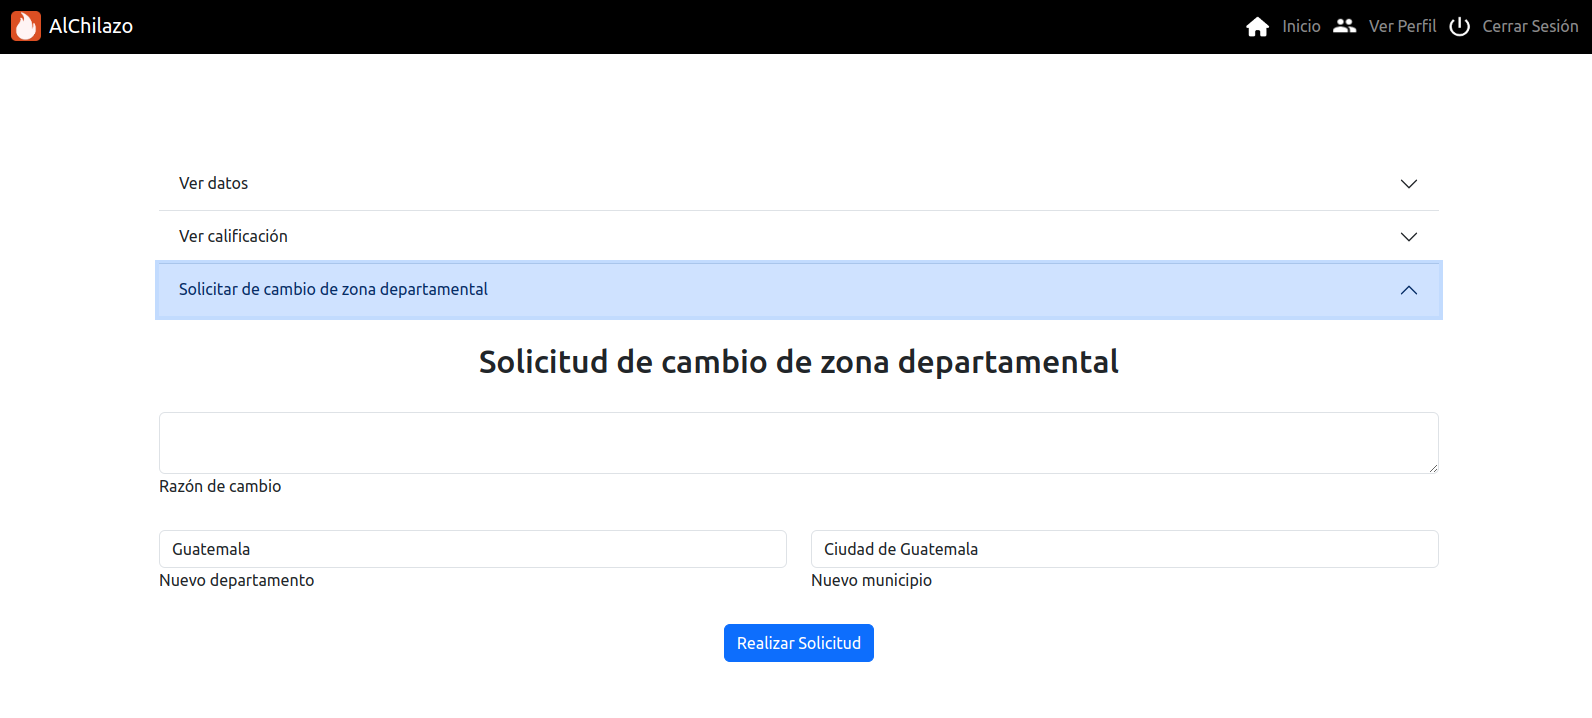 AlChilazo
Inicio Ver Perfil Cerrar Sesión
Ver datos
Ver calificación
Solicitar de cambio de zona departamental
Solicitud de cambio de zona departamental
Razón de cambio
Guatemala Ciudad de Guatemala
Nuevo departamento Nuevo municipio
Realizar Solicitud